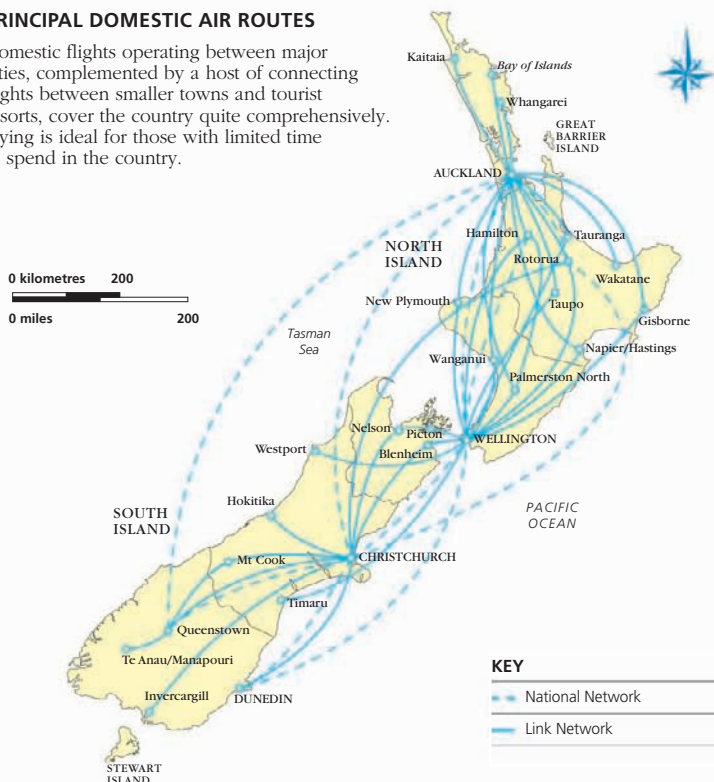 RINCIPAL DOMESTIC AIR ROUTES
omestic flights operating between major
ties, complemented by a host of connecting
ghts between smaller towns and tourist
sorts, cover the country quite comprehensively.
ying is ideal for those with limited time
spend in the country.
Kaitaia
Bay of Islands
Whangarei
GREAT
BARRIER
ISLAND
AUCKLAND
Hamilton
Tauranga
NORTH
ISLAND
Rotorua
Wakatane
0 kilometres 200
0 miles 200
New Plymouth
Taupo
Gisborne
Tasman
Sea
Napier/Hastings
Wanganui
Palmerston North
Nelson
Picton
WELLINGTON
Westport
Blenheim
Hokitika
SOUTH
ISLAND
PACIFIC
OCEAN
Mt Cook
CHRISTCHURCH
Timaru
Queenstown
Te Anau/Manapouri
Invercargill
DUNEDIN
STEWART
ISLAND
KEY
National Network
Link Network